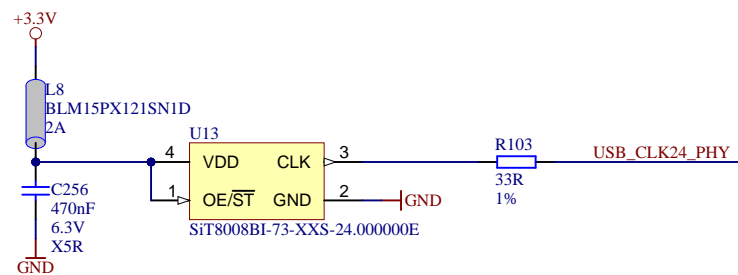 +3.3V
L8
BLM15PX121SN1D
2A
U13
4 VDD CLK 3
1 OE/ST GND 2
GND
SiT8008BI-73-XXS-24.000000E
R103
33R
1%
USB_CLK24_PHY
C256
470nF
6.3V
X5R
GND